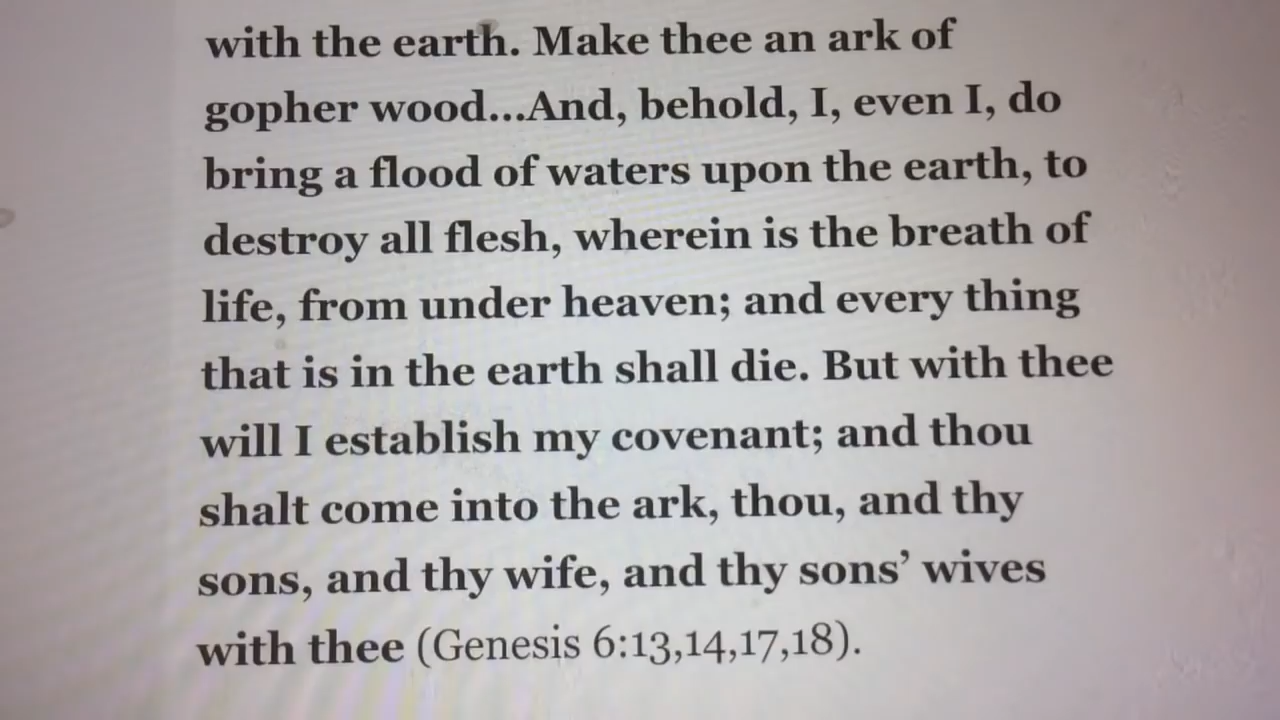 with the earth. Make thee an ark of
gopher wood...And, behold, I, even I, do
bring a flood of waters upon the earth, to
destroy all flesh, wherein is the breath of
life, from under heaven; and every thing
that is in the earth shall die. But with thee
will I establish my covenant; and thou
shalt come into the ark, thou, and thy
sons, and thy wife, and thy sons’ wives
with thee (Genesis 6:13,14,17,18).